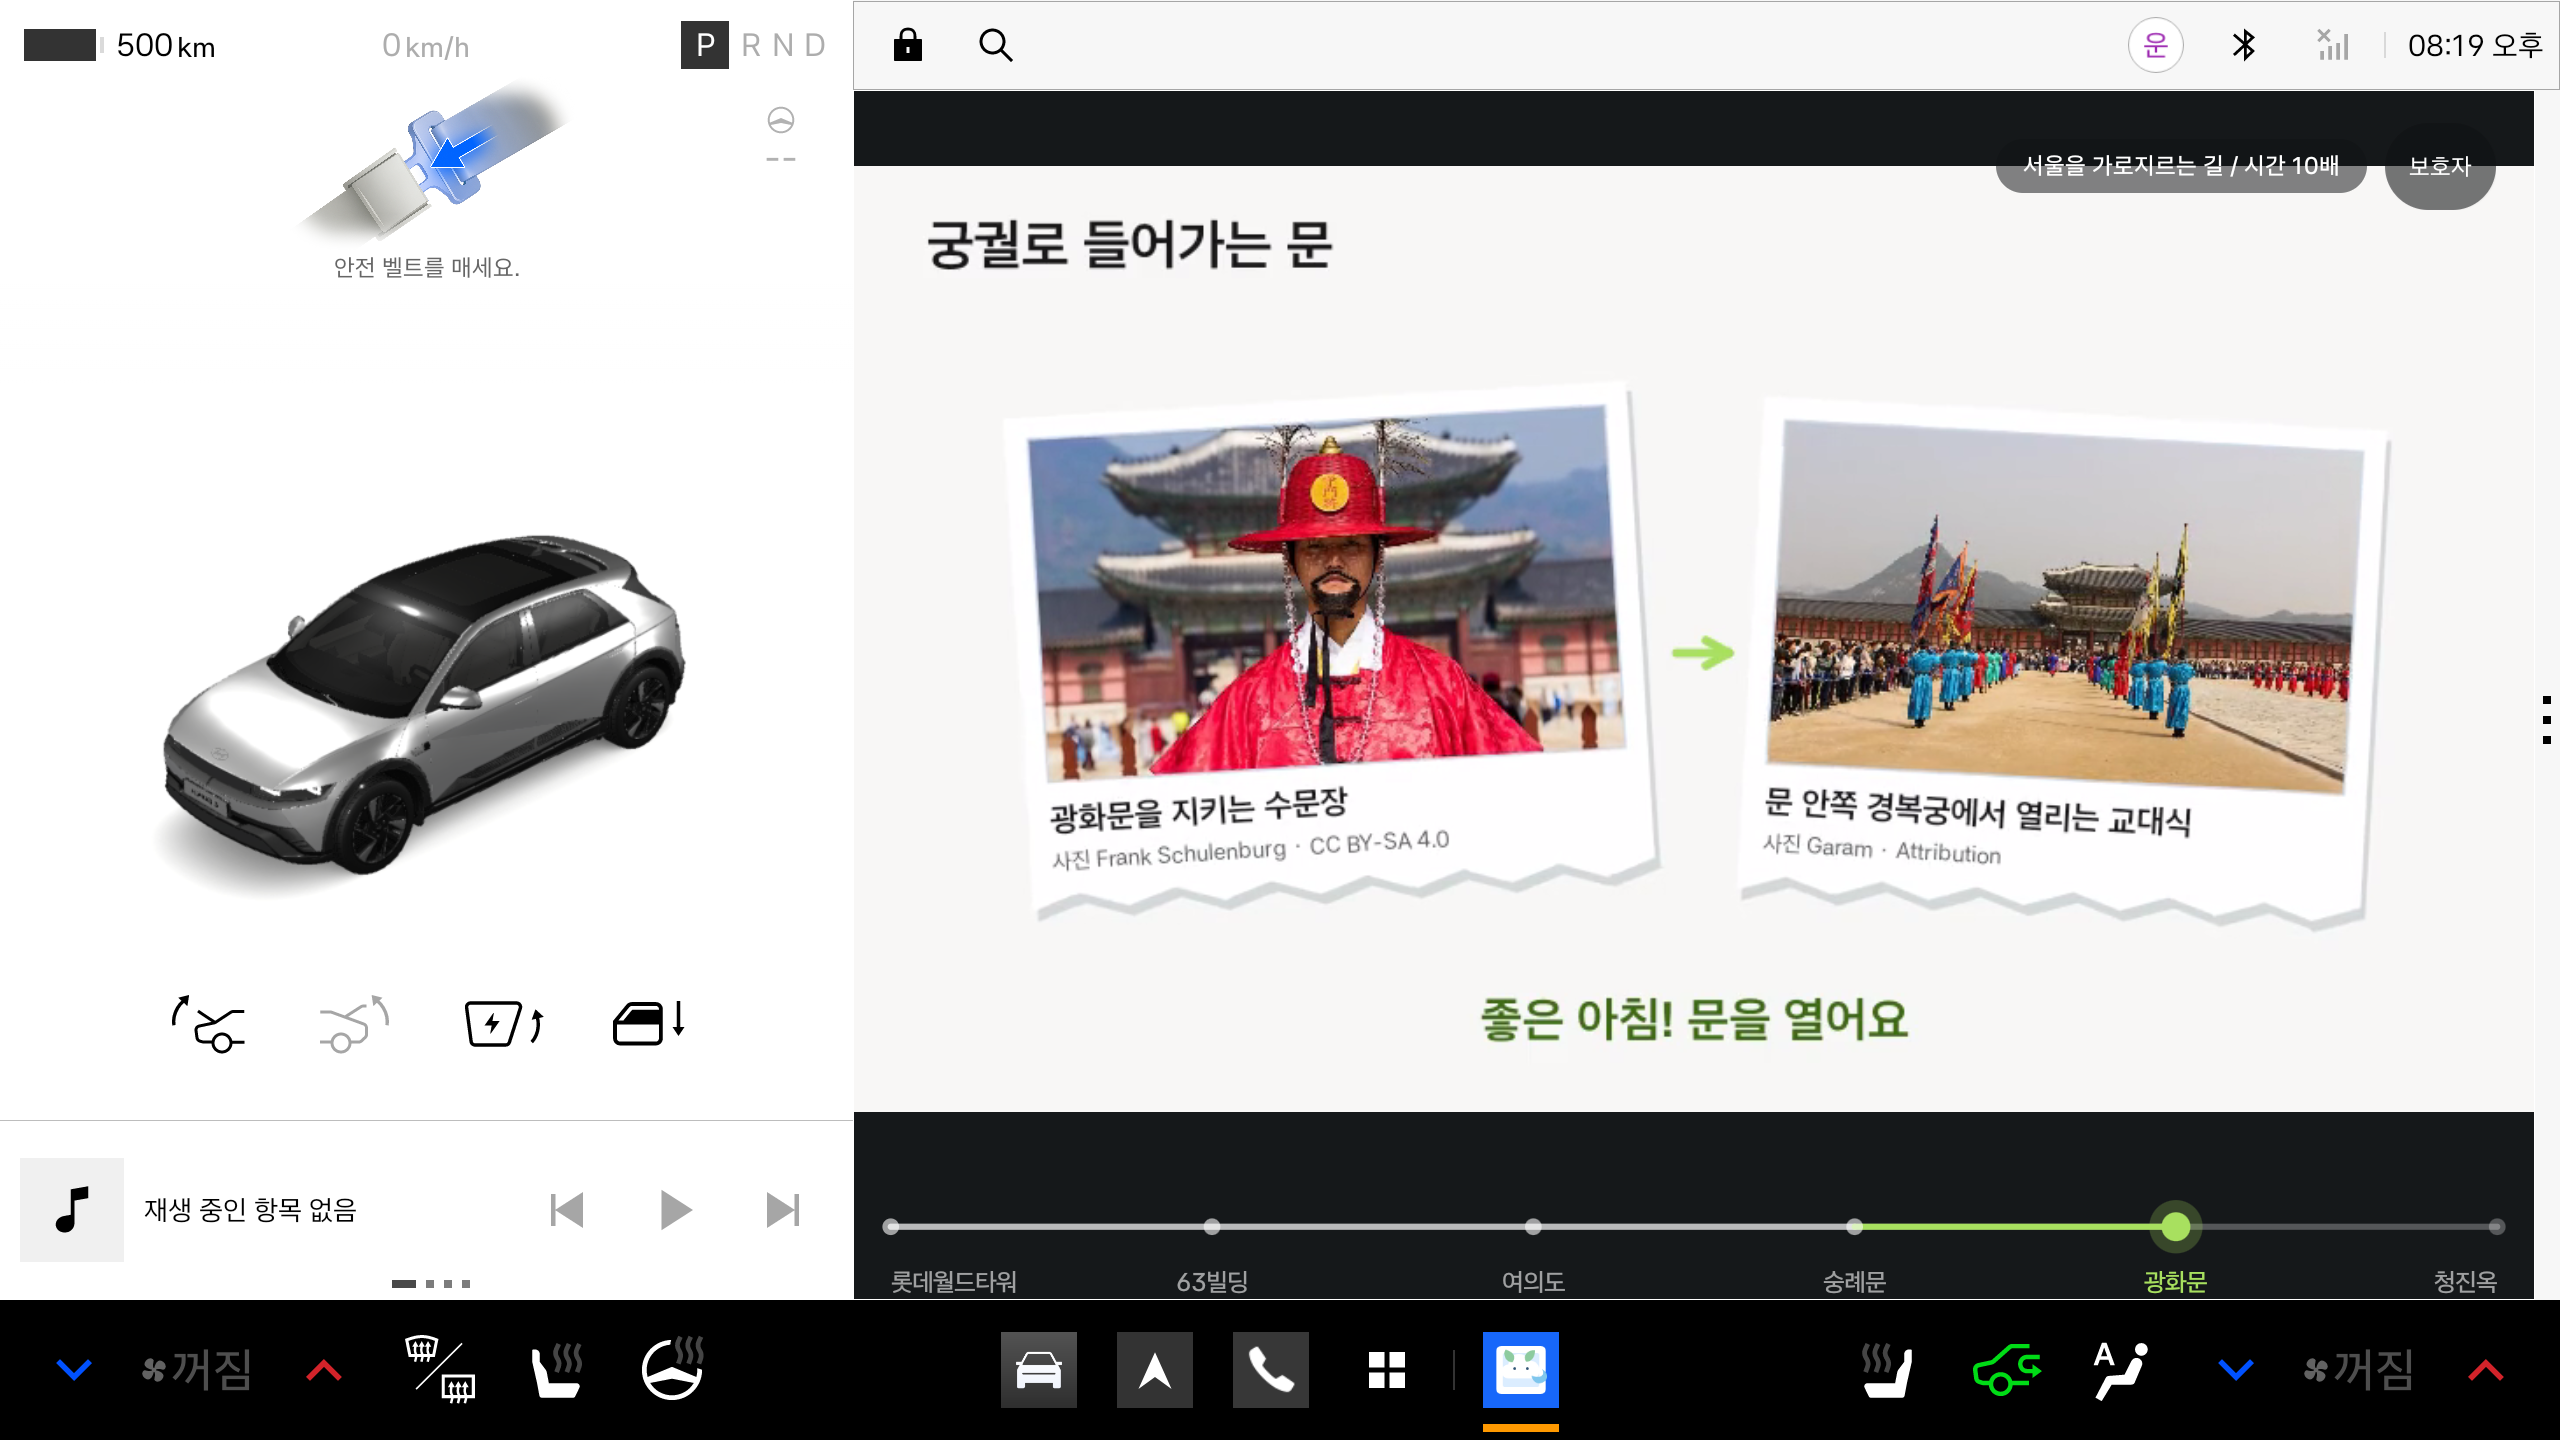 500 km
0 km/h
P R N D
운
08:19 오후
안전 벨트를 매세요.
서울을 가로지르는 길 / 시간 10배
보호자
궁궐로 들어가는 문
광화문을 지키는 수문장
사진 Frank Schulenburg · CC BY-SA 4.0
문 안쪽 경복궁에서 열리는 교대식
사진 Garam · Attribution
좋은 아침! 문을 열어요
재생 중인 항목 없음
롯데월드타워
63빌딩
여의도
숭례문
광화문
청진옥
꺼짐
A
꺼짐